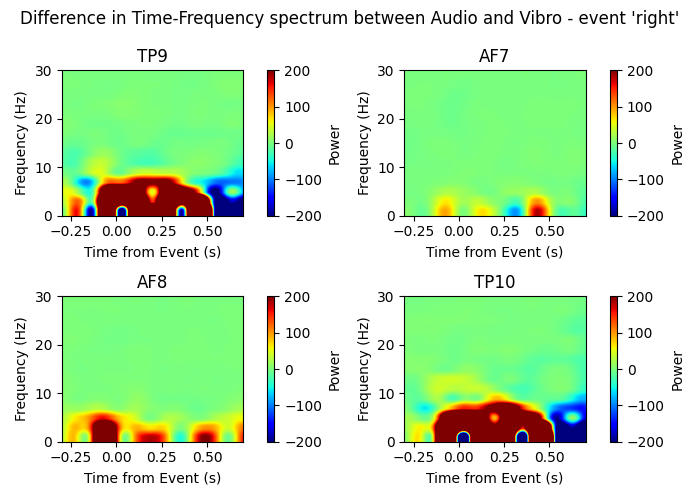 Difference in Time-Frequency spectrum between Audio and Vibro - event 'right'
TP9
AF7
30
20
10
0
Frequency (Hz)
−0.25 0.00 0.25 0.50
Time from Event (s)
200
100
0
−100
−200
Power
30
20
10
0
Frequency (Hz)
−0.25 0.00 0.25 0.50
Time from Event (s)
200
100
0
−100
−200
Power
AF8
TP10
30
20
10
0
Frequency (Hz)
−0.25 0.00 0.25 0.50
Time from Event (s)
200
100
0
−100
−200
Power
30
20
10
0
Frequency (Hz)
−0.25 0.00 0.25 0.50
Time from Event (s)
200
100
0
−100
−200
Power